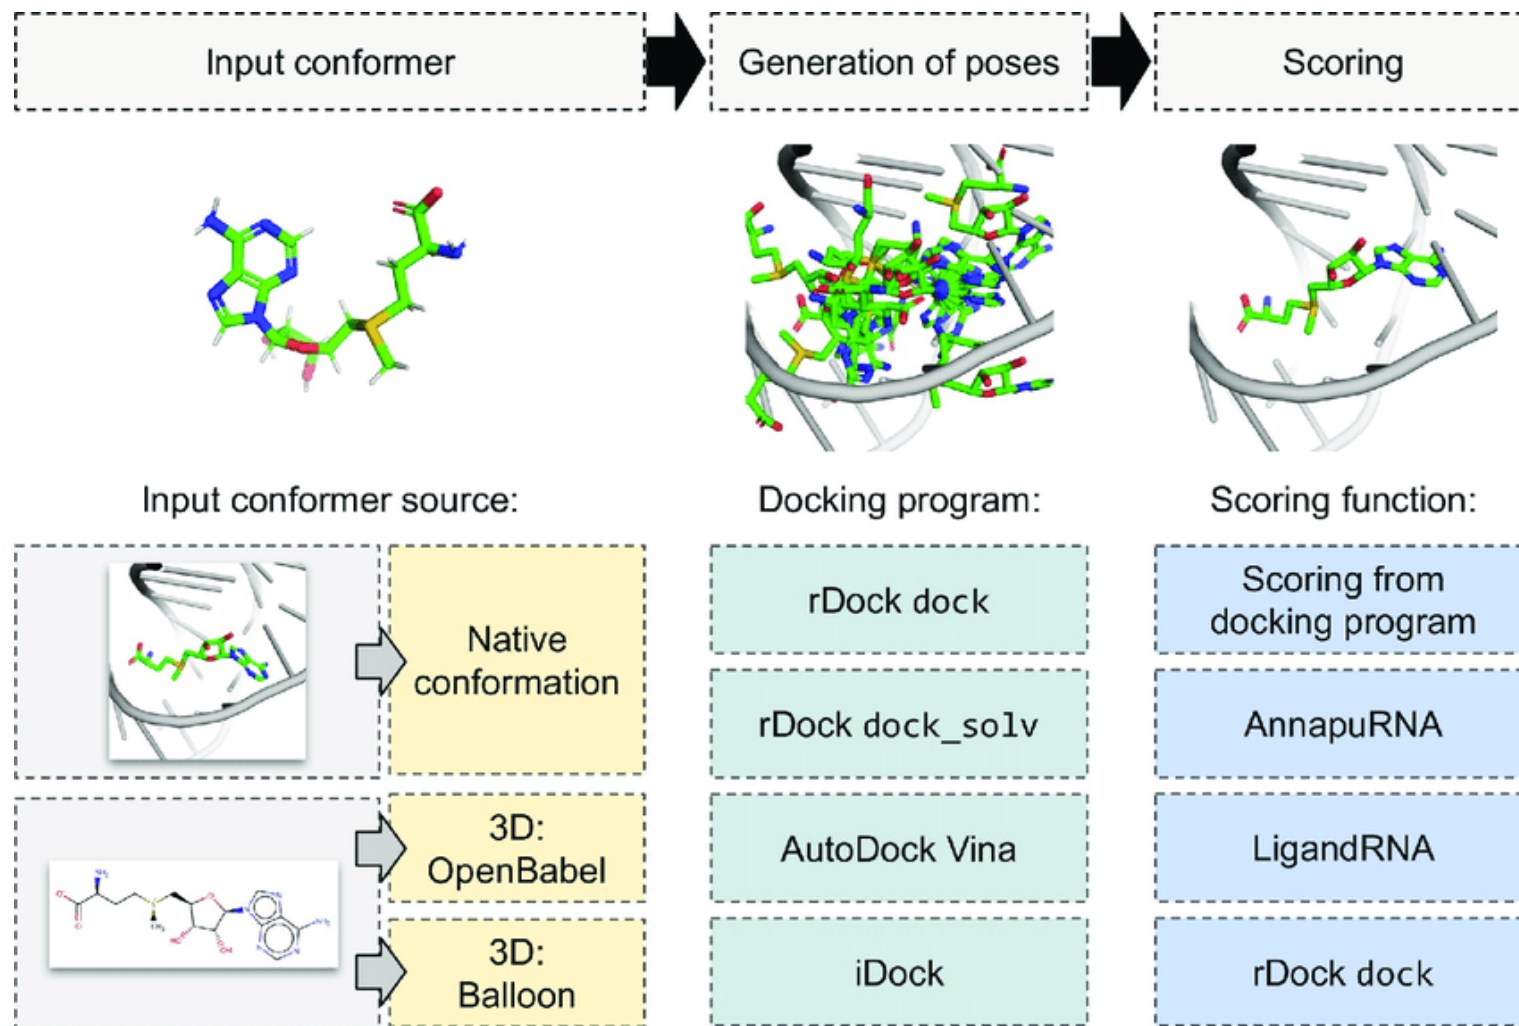 Input conformer
Generation of poses
Scoring
Input conformer source:
Docking program:
Scoring function:
Native
conformation
3D:
OpenBabel
3D:
Balloon
rDock dock
rDock dock_solv
AutoDock Vina
iDock
Scoring from
docking program
AnnapuRNA
LigandRNA
rDock dock